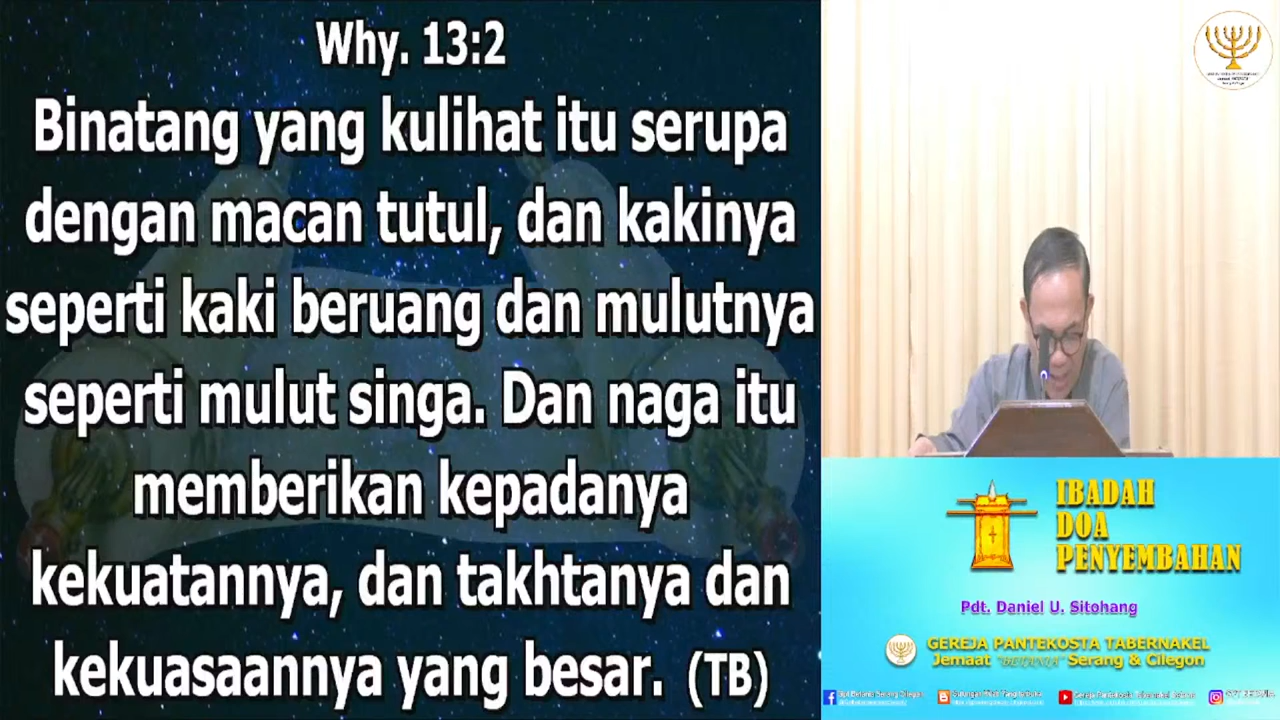 Why. 13:2
Binatang yang kulihat itu serupa
dengan macan tutul, dan kakinya
seperti kaki beruang dan mulutnya
seperti mulut singa. Dan naga itu
memberikan kepadanya
kekuatannya, dan takhtanya dan
kekuasaannya yang besar. (TB)
IBADAH
DOA
PENYEMBAHAN
Pdt. Daniel U. Sitohang
GEREJA PANTEKOSTA TABERNAKEL
Jemaat "BETANIA" Serang & Cilegon